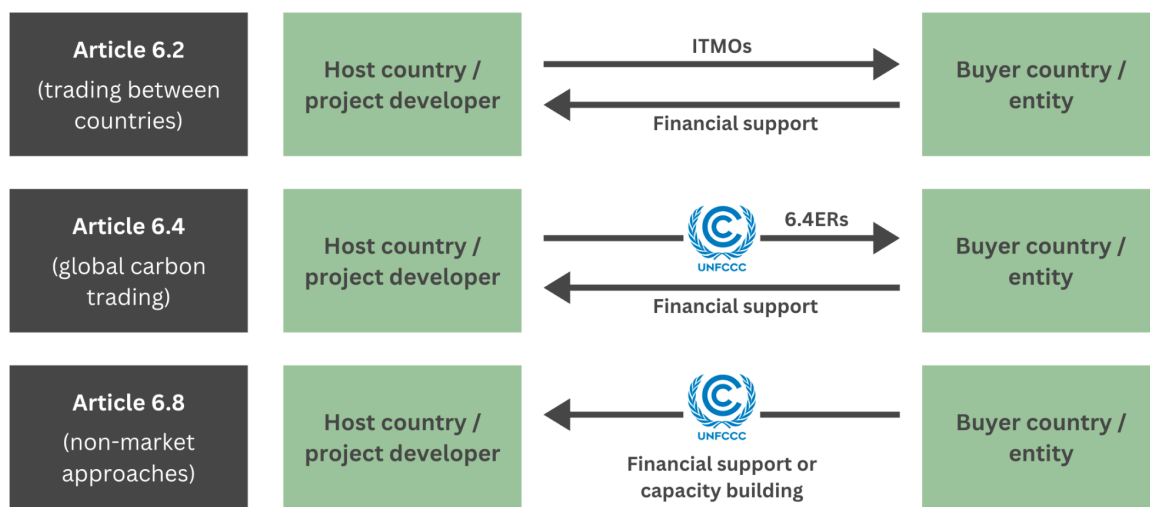 Article 6.2
(trading between
countries)
Host country /
project developer
ITMOs
Financial support
Buyer country /
entity
Article 6.4
(global carbon
trading)
Host country /
project developer
UNFCCC
6.4ERs
Financial support
Buyer country /
entity
Article 6.8
(non-market
approaches)
Host country /
project developer
UNFCCC
Financial support or
capacity building
Buyer country /
entity